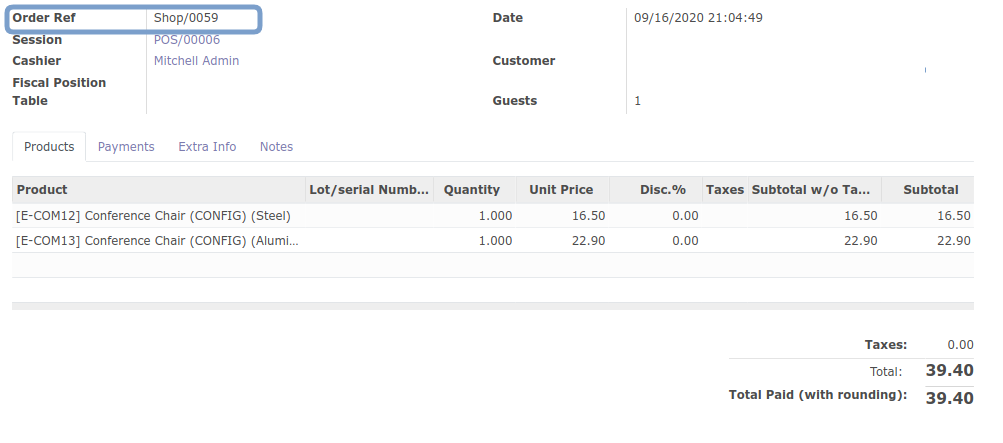 Order Ref Shop/0059 Date 09/16/2020 21:04:49
Session POS/00006
Cashier Mitchell Admin Customer
Fiscal Position
Table Guests 1
Products Payments Extra Info Notes
Product Lot/serial Numb... Quantity Unit Price Disc.% Taxes Subtotal w/o Ta... Subtotal
[E-COM12] Conference Chair (CONFIG) (Steel) 1.000 16.50 0.00 16.50 16.50
[E-COM13] Conference Chair (CONFIG) (Alumi... 1.000 22.90 0.00 22.90 22.90
Taxes: 0.00
Total: 39.40
Total Paid (with rounding): 39.40